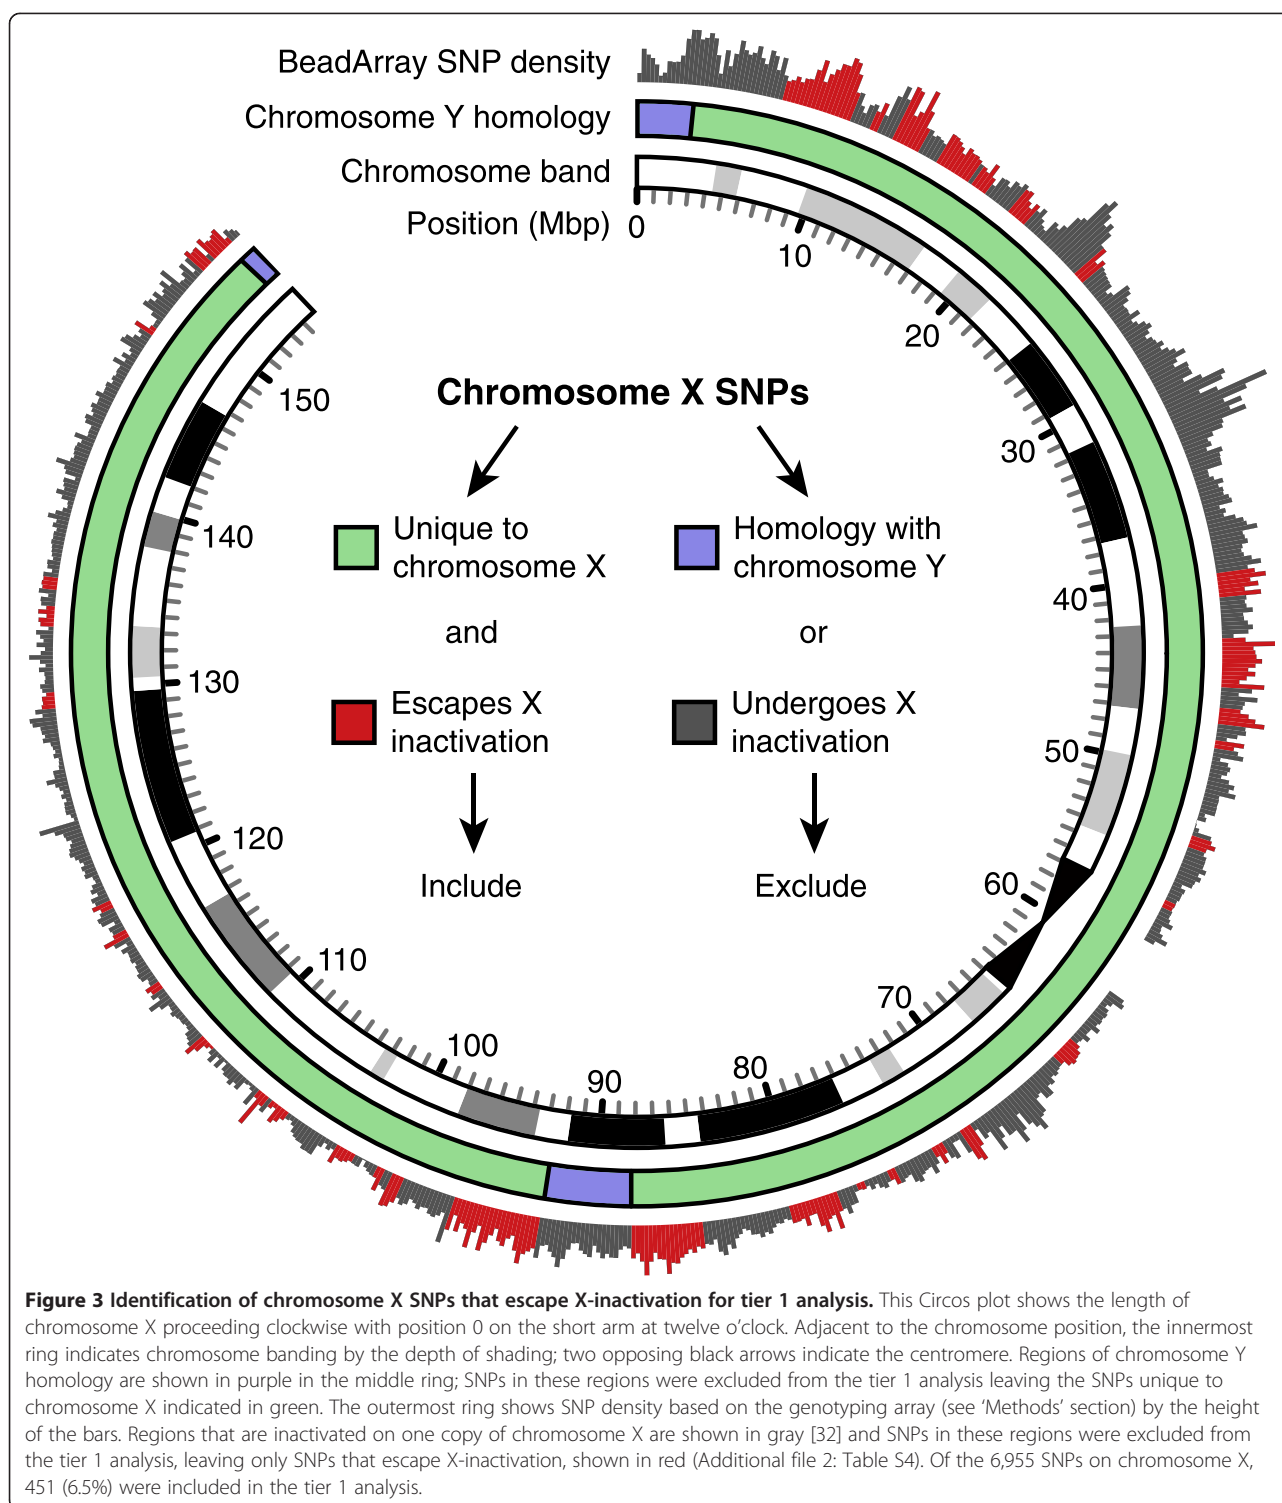 BeadArray SNP density
Chromosome Y homology
Chromosome band
Position (Mbp)
0
10
20
30
40
50
60
70
80
90
100
110
120
130
140
150
Chromosome X SNPs
Unique to
chromosome X
and
Escapes X
inactivation
Include
Homology with
chromosome Y
or
Undergoes X
inactivation
Exclude
Figure 3 Identification of chromosome X SNPs that escape X-inactivation for tier 1 analysis. This Circos plot shows the length of
chromosome X proceeding clockwise with position 0 on the short arm at twelve o’clock. Adjacent to the chromosome position, the innermost
ring indicates chromosome banding by the depth of shading; two opposing black arrows indicate the centromere. Regions of chromosome Y
homology are shown in purple in the middle ring; SNPs in these regions were excluded from the tier 1 analysis leaving the SNPs unique to
chromosome X indicated in green. The outermost ring shows SNP density based on the genotyping array (see ‘Methods’ section) by the height
of the bars. Regions that are inactivated on one copy of chromosome X are shown in gray [32] and SNPs in these regions were excluded from
the tier 1 analysis, leaving only SNPs that escape X-inactivation, shown in red (Additional file 2: Table S4). Of the 6,955 SNPs on chromosome X,
451 (6.5%) were included in the tier 1 analysis.